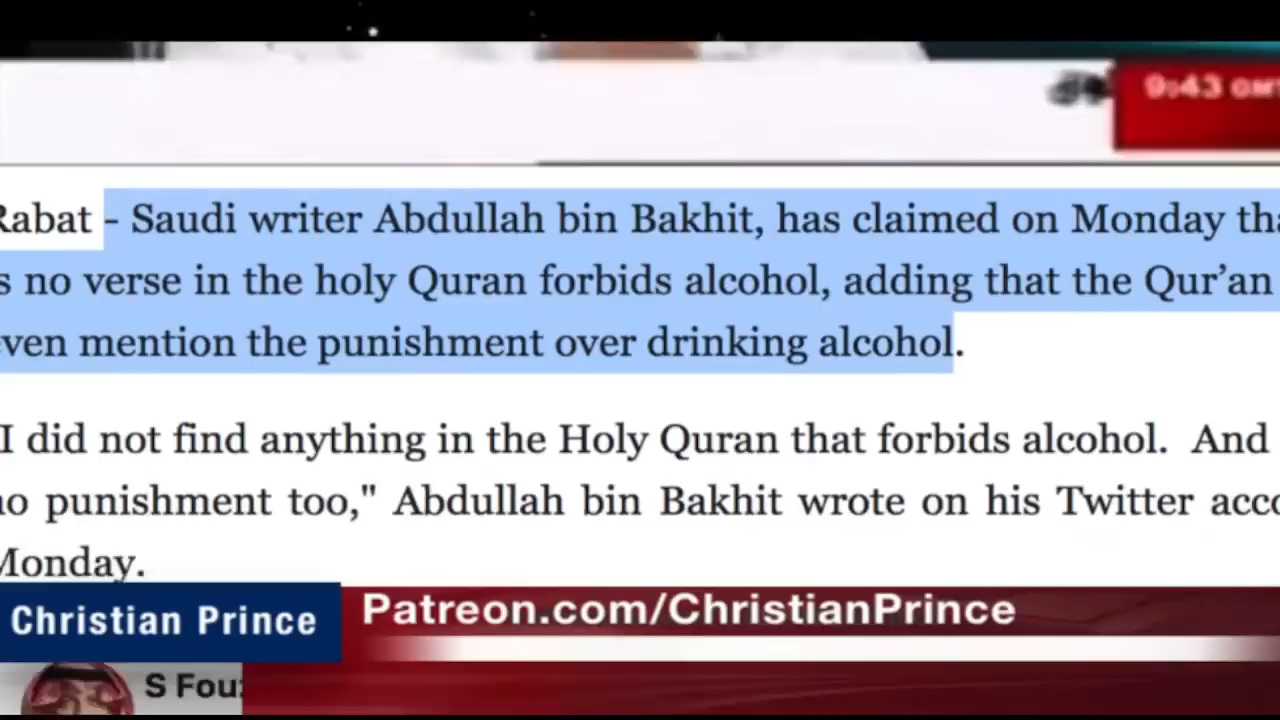 9:43 GMT
Rabat - Saudi writer Abdullah bin Bakhit, has claimed on Monday
no verse in the holy Quran forbids alcohol, adding that the Qur’an
even mention the punishment over drinking alcohol.
I did not find anything in the Holy Quran that forbids alcohol. And
no punishment too," Abdullah bin Bakhit wrote on his Twitter
Monday.
Christian Prince
Patreon.com/ChristianPrince
S